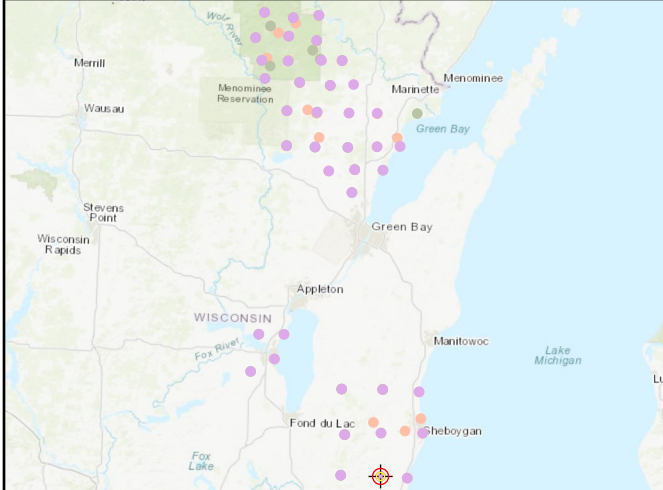 Wolf
River
Merrill
Menominee
Marinette
Menominee
Reservation
Wausau
Green Bay
Stevens
Point
Green Bay
Wisconsin
Rapids
Appleton
WISCONSIN
Manitowoc
Fox River
Lake
Michigan
Fond du Lac
Sheboygan
Fox
Lake